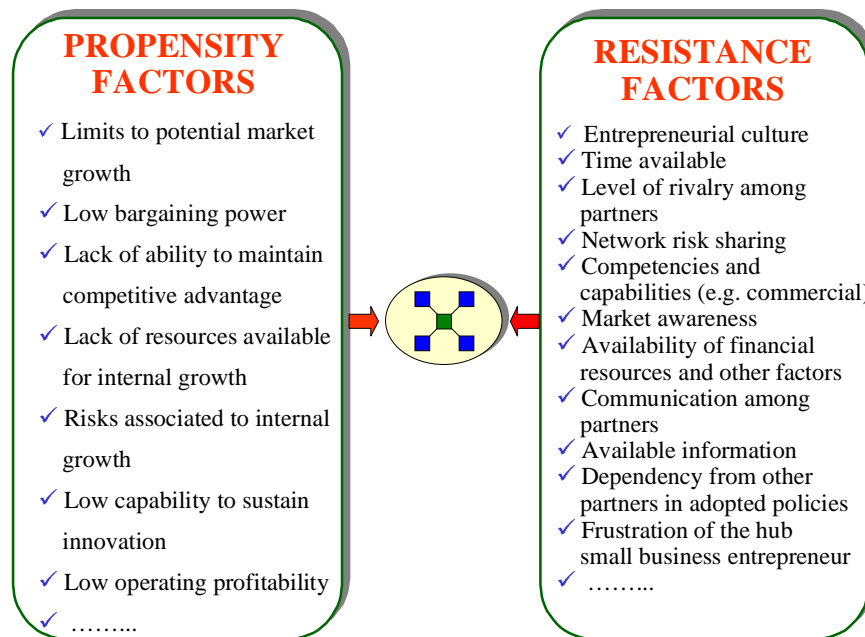 PROPENSITY
FACTORS
✓ Limits to potential market
growth
✓ Low bargaining power
✓ Lack of ability to maintain
competitive advantage
✓ Lack of resources available
for internal growth
✓ Risks associated to internal
growth
✓ Low capability to sustain
innovation
✓ Low operating profitability
✓ ……...
RESISTANCE
FACTORS
✓ Entrepreneurial culture
✓ Time available
✓ Level of rivalry among
partners
✓ Network risk sharing
✓ Competencies and
capabilities (e.g. commercial)
✓ Market awareness
✓ Availability of financial
resources and other factors
✓ Communication among
partners
✓ Available information
✓ Dependency from other
partners in adopted policies
✓ Frustration of the hub
small business entrepreneur
✓ ……...